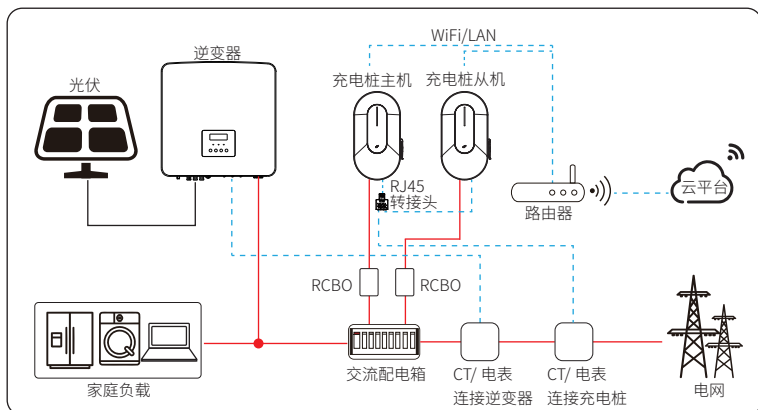 WiFi/LAN
逆变器
光伏
充电桩主机
充电桩从机
RJ45
转接头
路由器
云平台
RCBO
RCBO
家庭负载
交流配电箱
CT/ 电表
连接逆变器
CT/ 电表
连接充电桩
电网